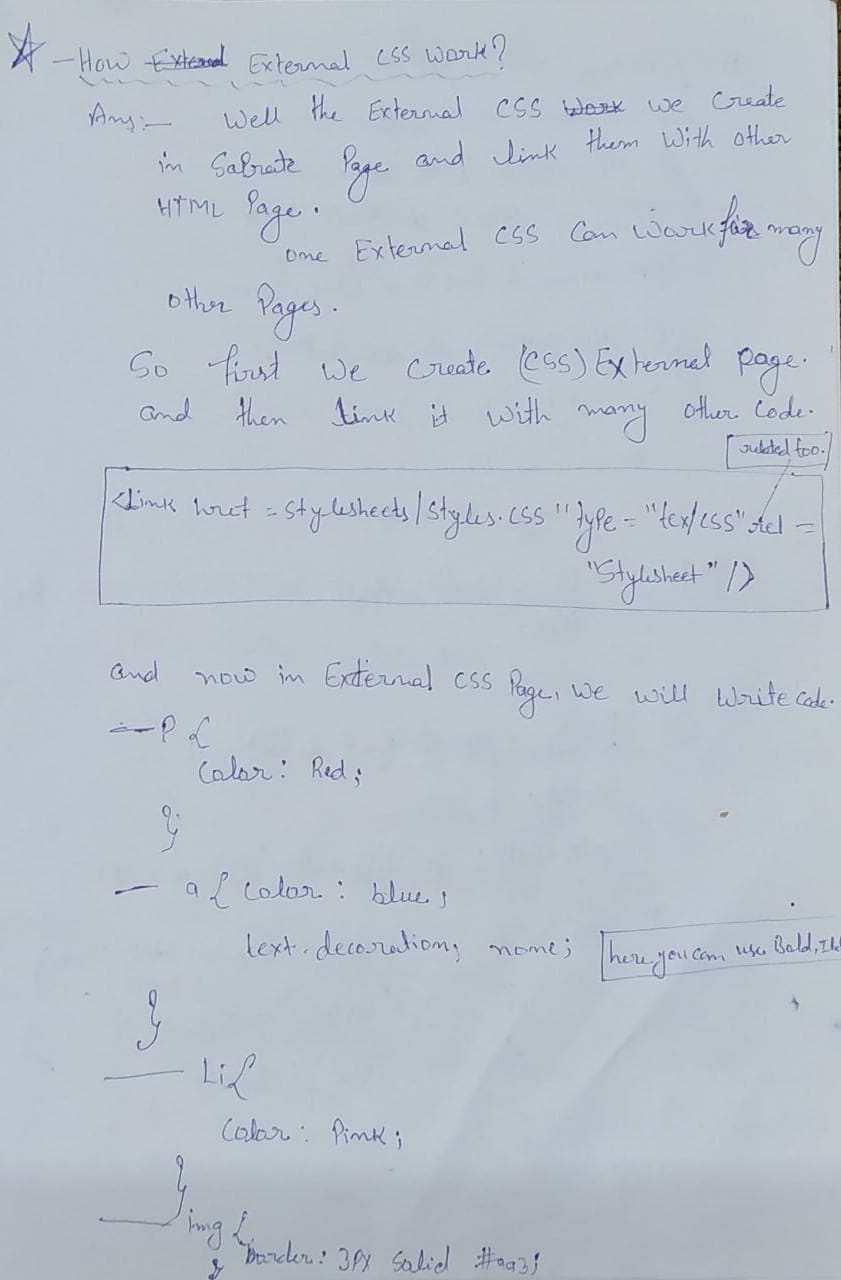 - How External CSS Work?
Ans:- Well the External CSS Work we Create
in Sabrate Page and link them With other
HTML Page.
one External CSS Can Work for many
other Pages.
So first we create (CSS) External page.
and then link it with many other Code.
related too.
<Link href = Stylesheets/Styles.css "type = "tex/css" rel =
"Stylesheet" />
and now in External CSS Page, We will Write Code.
- P {
Color: Red;
}
- a { Color: blue;
text.decoration; none;
here you can use Bold,
}
- Li {
Color: Pink;
}
img {
border: 3PX Solid #aa3;
}